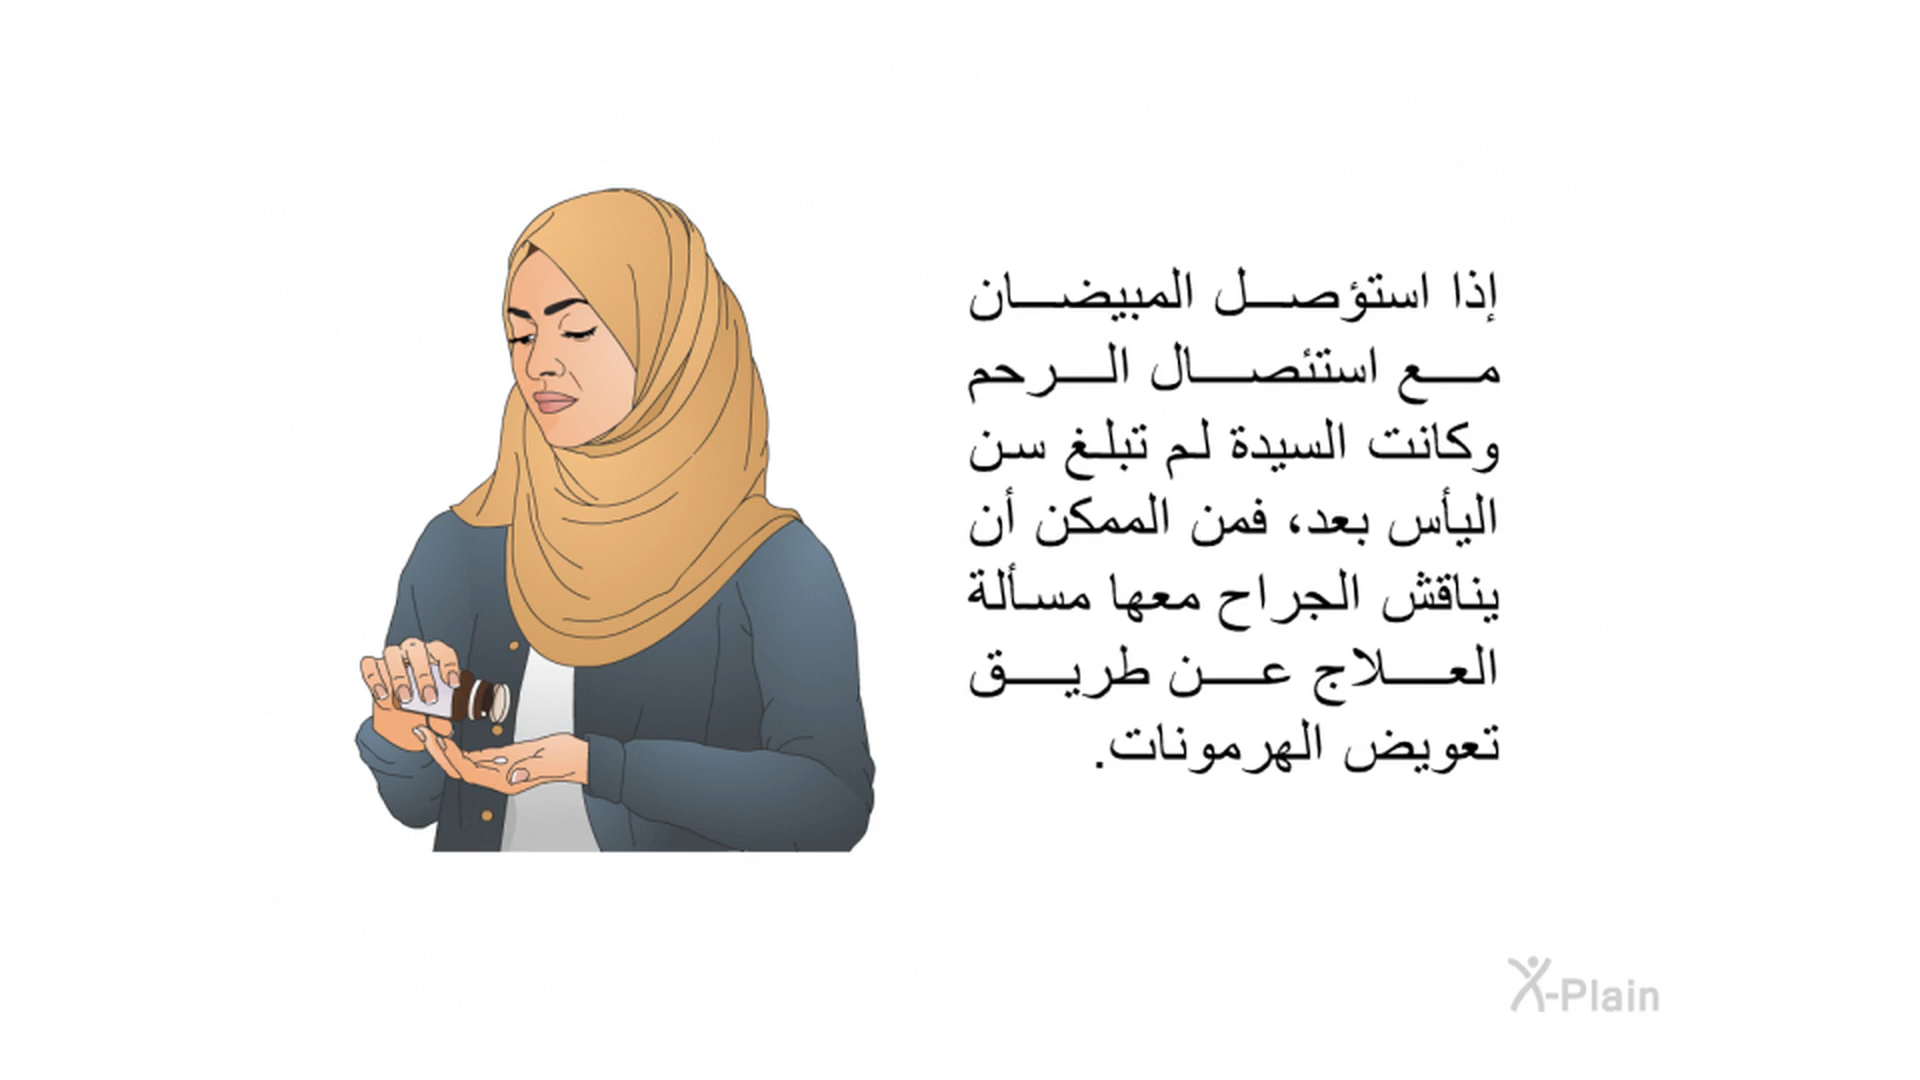 إذا استؤصل المبيضان
مع استئصال الرحم
وكانت السيدة لم تبلغ سن
اليأس بعد، فمن الممكن أن
يناقش الجراح معها مسألة
العلاج عن طريق
تعويض الهرمونات.
X-Plain